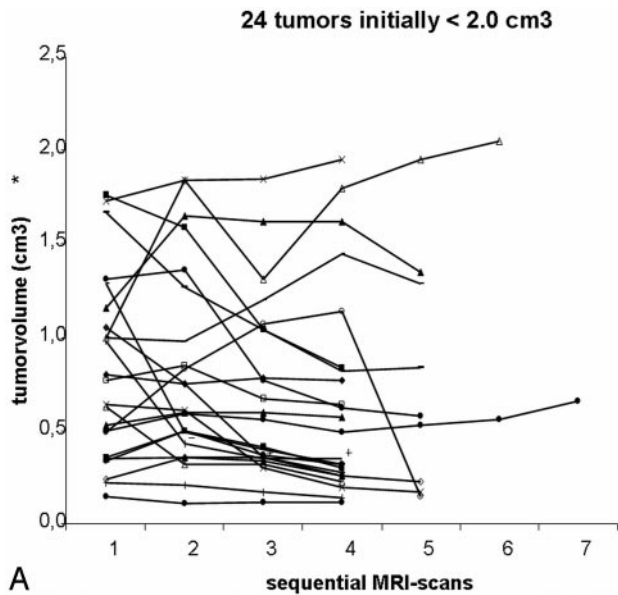 24 tumors initially < 2.0 cm3
2,5
2,0
1,5
1,0
0,5
0,0
tumorvolume (cm3) *
1 2 3 4 5 6 7
sequential MRI-scans
A